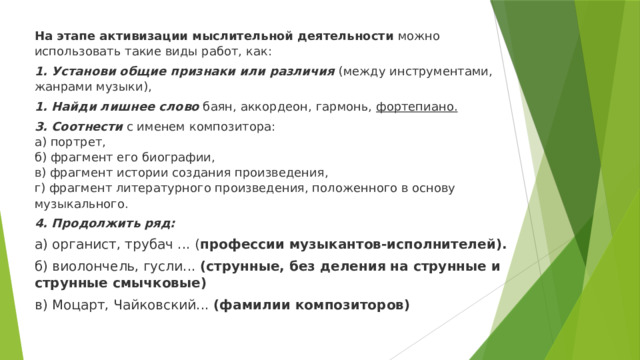 На этапе активизации мыслительной деятельности можно
использовать такие виды работ, как:
1. Установи общие признаки или различия (между инструментами,
жанрами музыки),
1. Найди лишнее слово баян, аккордеон, гармонь, фортепиано.
3. Соотнести с именем композитора:
а) портрет,
б) фрагмент его биографии,
в) фрагмент истории создания произведения,
г) фрагмент литературного произведения, положенного в основу
музыкального.
4. Продолжить ряд:
а) органист, трубач ... (профессии музыкантов-исполнителей).
б) виолончель, гусли... (струнные, без деления на струнные и
струнные смычковые)
в) Моцарт, Чайковский... (фамилии композиторов)